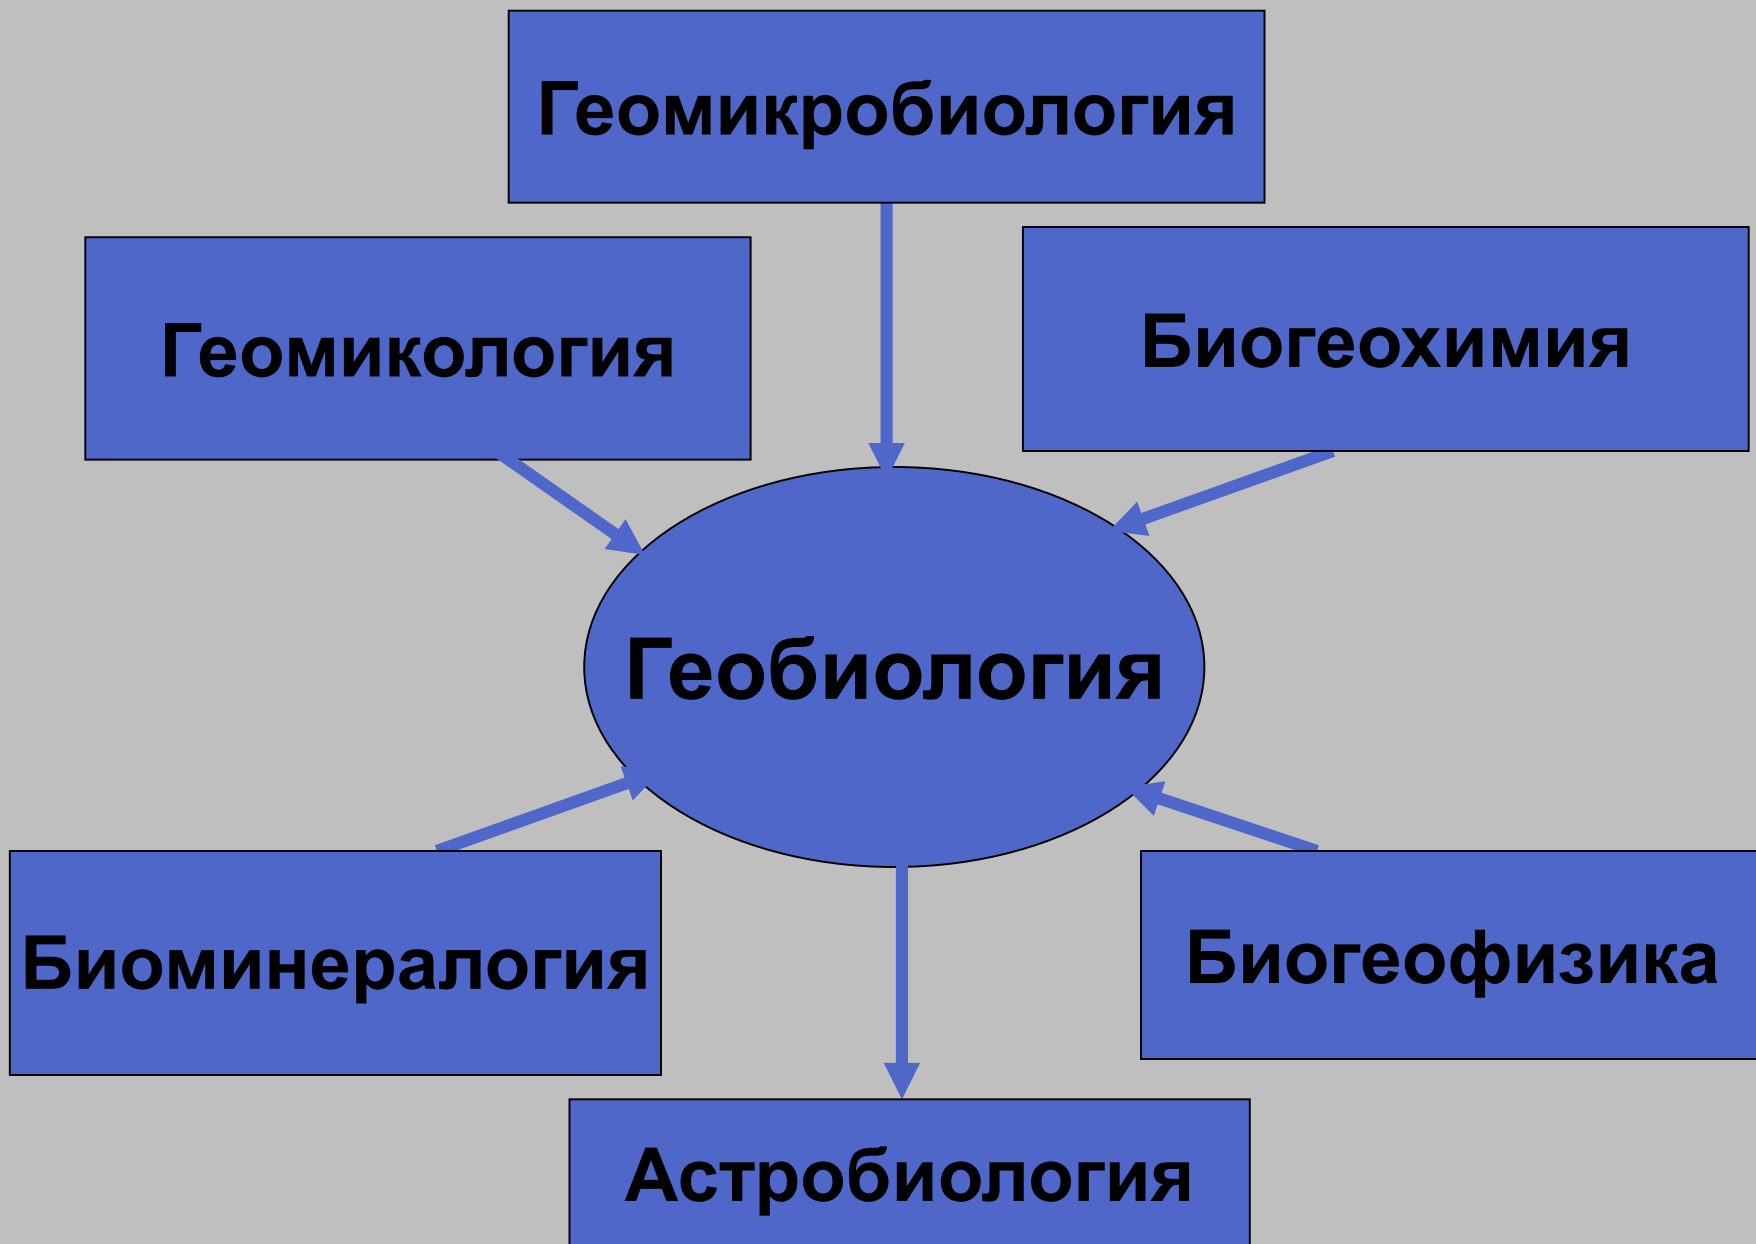 Геомикробиология
Геомикология
Биогеохимия
Геобиология
Биоминералогия
Биогеофизика
Астробиология